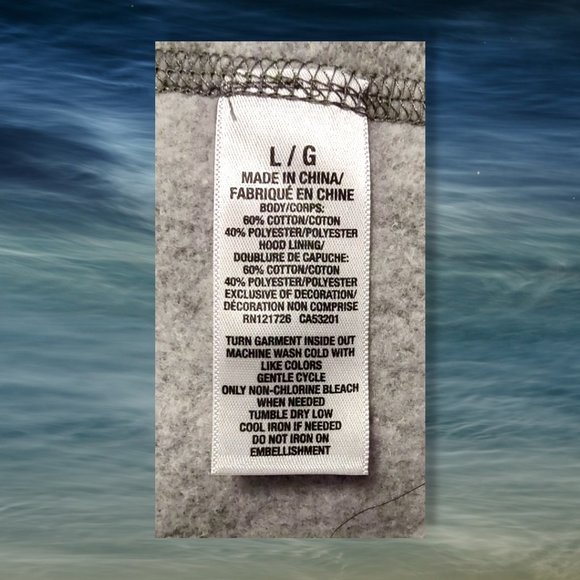 L / G
MADE IN CHINA/
FABRIQUÉ EN CHINE
BODY/CORPS:
60% COTTON/COTON
40% POLYESTER/POLYESTER
HOOD LINING/
DOUBLURE DE CAPUCHE:
60% COTTON/COTON
40% POLYESTER/POLYESTER
EXCLUSIVE OF DECORATION/
DÉCORATION NON COMPRISE
RN121726 CA53201
TURN GARMENT INSIDE OUT
MACHINE WASH COLD WITH
LIKE COLORS
GENTLE CYCLE
ONLY NON-CHLORINE BLEACH
WHEN NEEDED
TUMBLE DRY LOW
COOL IRON IF NEEDED
DO NOT IRON ON
EMBELLISHMENT